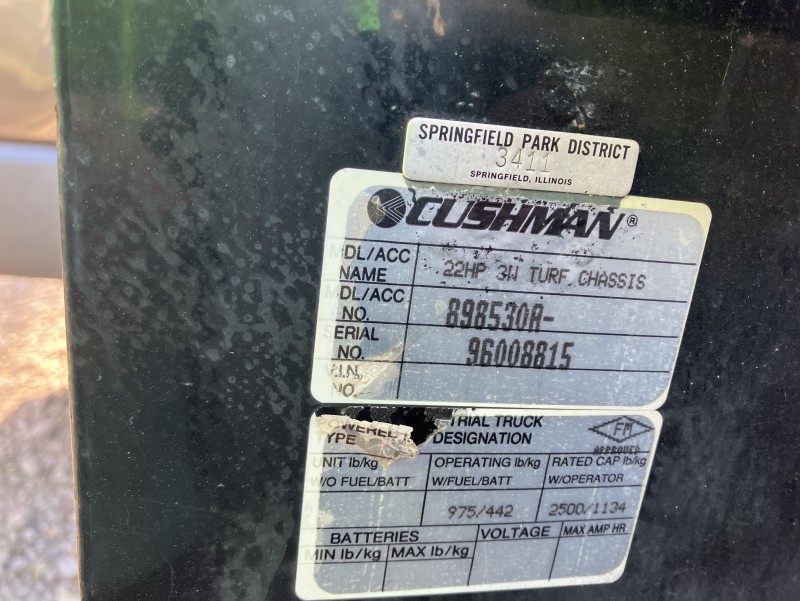 SPRINGFIELD PARK DISTRICT
3411
SPRINGFIELD, ILLINOIS
CUSHMAN®
MDL/ACC NAME 22HP 3W TURF CHASSIS
MDL/ACC NO. 898530A-
SERIAL NO. 96008815
V.I.N. NO.
POWERED TRIAL TRUCK
TYPE DESIGNATION
FM
APPROVED
UNIT lb/kg OPERATING lb/kg RATED CAP lb/kg
W/O FUEL/BATT W/FUEL/BATT W/OPERATOR
975/442 2500/1134
BATTERIES VOLTAGE MAX AMP HR
MIN lb/kg MAX lb/kg